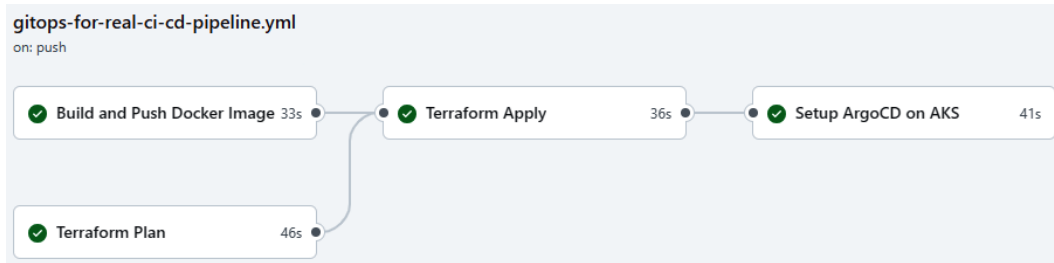 gitops-for-real-ci-cd-pipeline.yml
on: push
Build and Push Docker Image 33s
Terraform Apply 36s
Setup ArgoCD on AKS 41s
Terraform Plan 46s